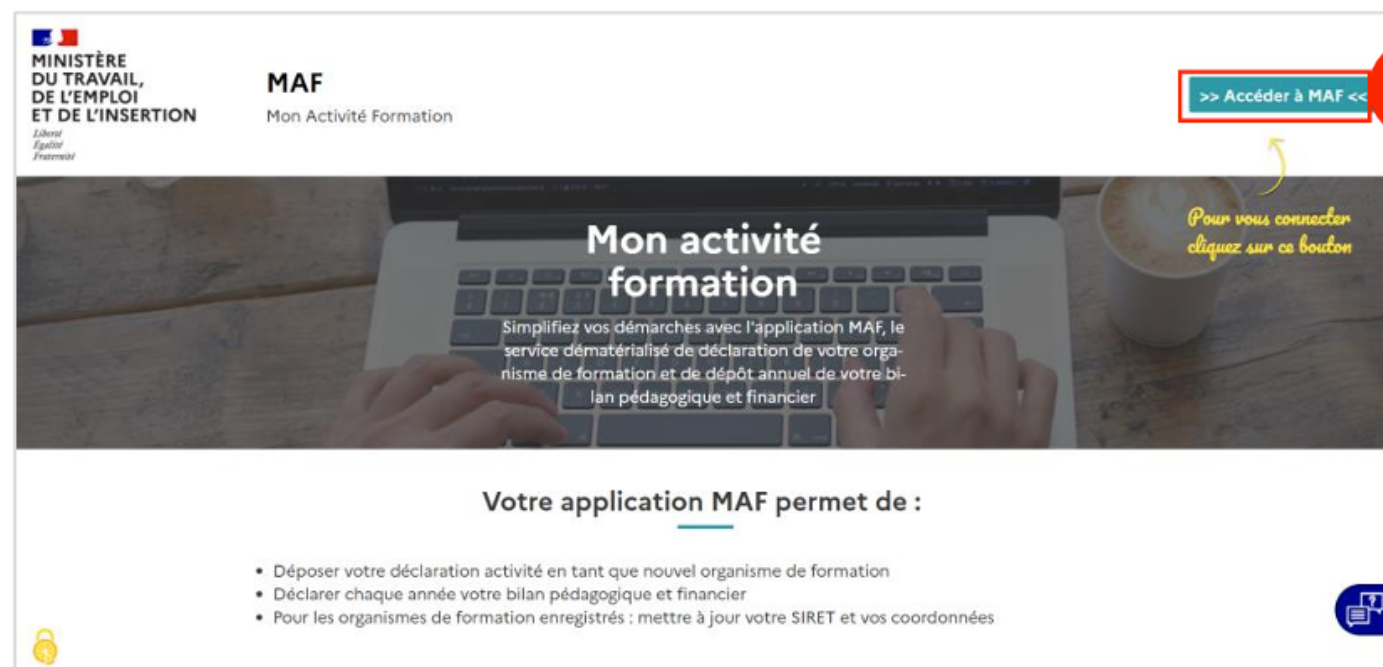 MINISTÈRE
DU TRAVAIL,
DE L'EMPLOI
ET DE L'INSERTION
Liberté
Égalité
Fraternité
MAF
Mon Activité Formation
>> Accéder à MAF <<
Pour vous connecter
cliquez sur ce bouton
Mon activité
formation
Simplifiez vos démarches avec l'application MAF, le
service dématérialisé de déclaration de votre orga-
nisme de formation et de dépôt annuel de votre bi-
lan pédagogique et financier
Votre application MAF permet de :
• Déposer votre déclaration activité en tant que nouvel organisme de formation
• Déclarer chaque année votre bilan pédagogique et financier
• Pour les organismes de formation enregistrés : mettre à jour votre SIRET et vos coordonnées